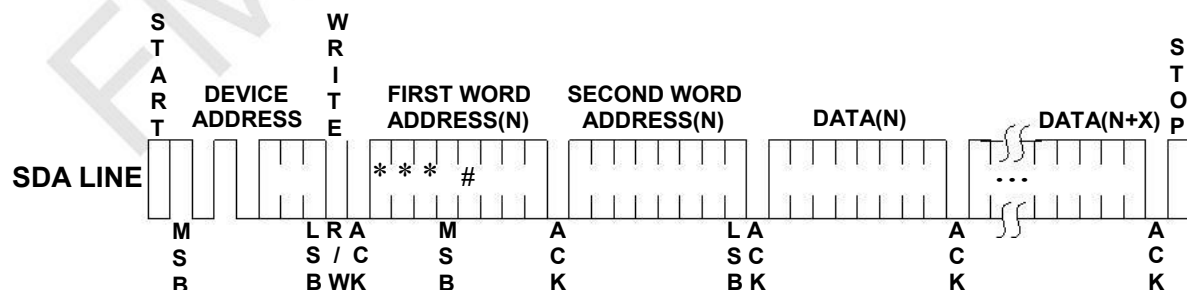 START
WRITE
STOP
DEVICE
ADDRESS
FIRST WORD
ADDRESS(N)
SECOND WORD
ADDRESS(N)
DATA(N)
DATA(N+X)
SDA LINE
* * * #
...
MSB
LSB
R/W
ACK
MSB
ACK
LSB
ACK
ACK
ACK